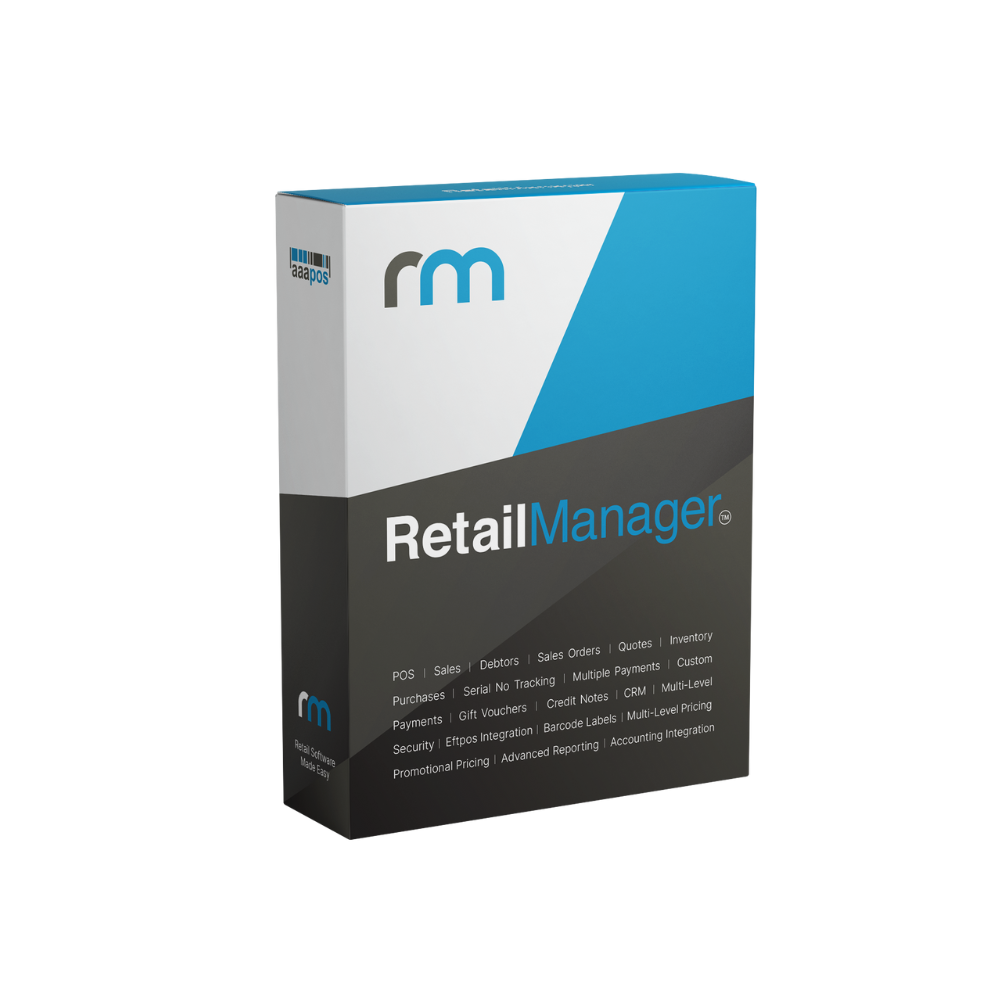 aaapos
rm
RetailManager TM
POS | Sales | Debtors | Sales Orders | Quotes | Inventory
Purchases | Serial No Tracking | Multiple Payments | Custom
Payments | Gift Vouchers | Credit Notes | CRM | Multi-Level
Security | Eftpos Integration | Barcode Labels | Multi-Level Pricing
Promotional Pricing | Advanced Reporting | Accounting Integration
rm
Retail Software
Made Easy